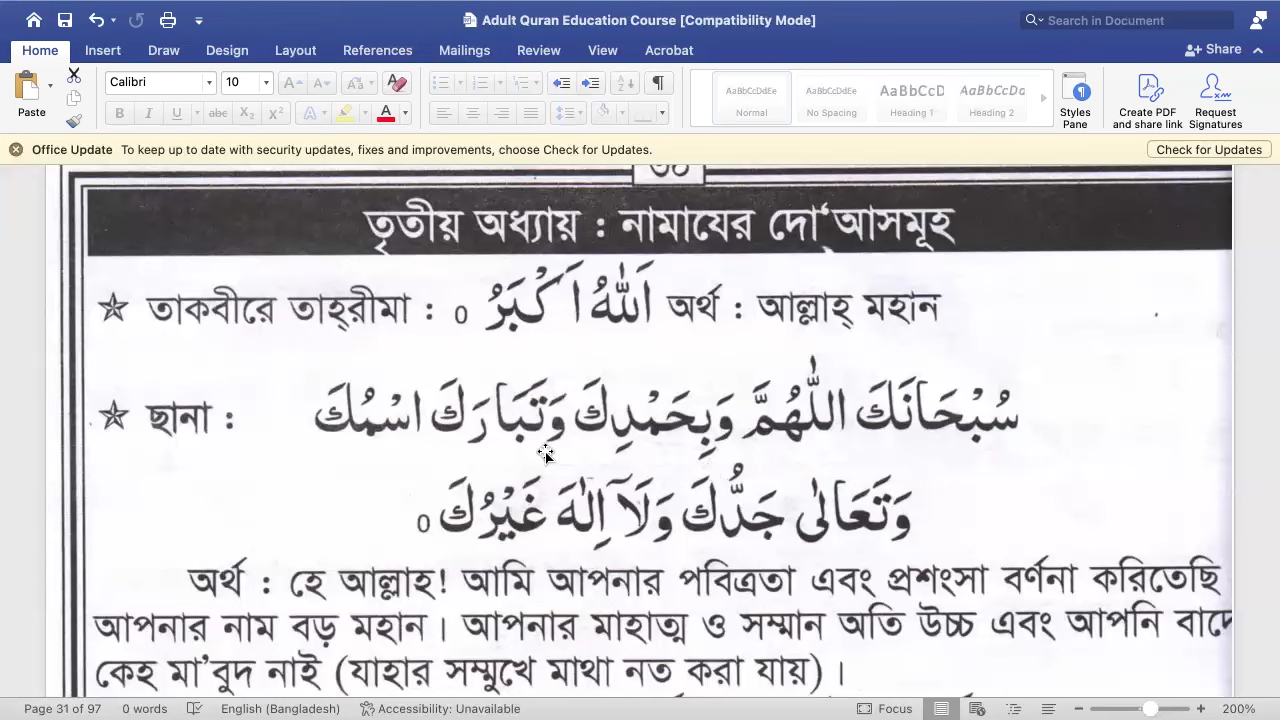 Adult Quran Education Course [Compatibility Mode]
Search in Document
Home Insert Draw Design Layout References Mailings Review View Acrobat
Share
Paste
Calibri 10
AaBbCcDdEe AaBbCcDdEe AaBbCcD AaBbCcDa
Normal No Spacing Heading 1 Heading 2
Styles Pane
Create PDF and share link
Request Signatures
Office Update To keep up to date with security updates, fixes and improvements, choose Check for Updates.
Check for Updates
৩০
তৃতীয় অধ্যায় : নামাযের দো‘আসমূহ
☆ তাকবীরে তাহ্‌রীমা : اَللّٰهُ اَكْبَرُ ০ অর্থ : আল্লাহ্ মহান
☆ ছানা : سُبْحَانَكَ اللّٰهُمَّ وَبِحَمْدِكَ وَتَبَارَكَ اسْمُكَ
وَتَعَالٰى جَدُّكَ وَلَآ اِلٰهَ غَيْرُكَ ০
অর্থ : হে আল্লাহ! আমি আপনার পবিত্রতা এবং প্রশংসা বর্ণনা করিতেছি
আপনার নাম বড় মহান। আপনার মাহাত্ম ও সম্মান অতি উচ্চ এবং আপনি
কেহ মা’বুদ নাই (যাহার সম্মুখে মাথা নত করা যায়)।
Page 31 of 97 0 words English (Bangladesh) Accessibility: Unavailable Focus 200%